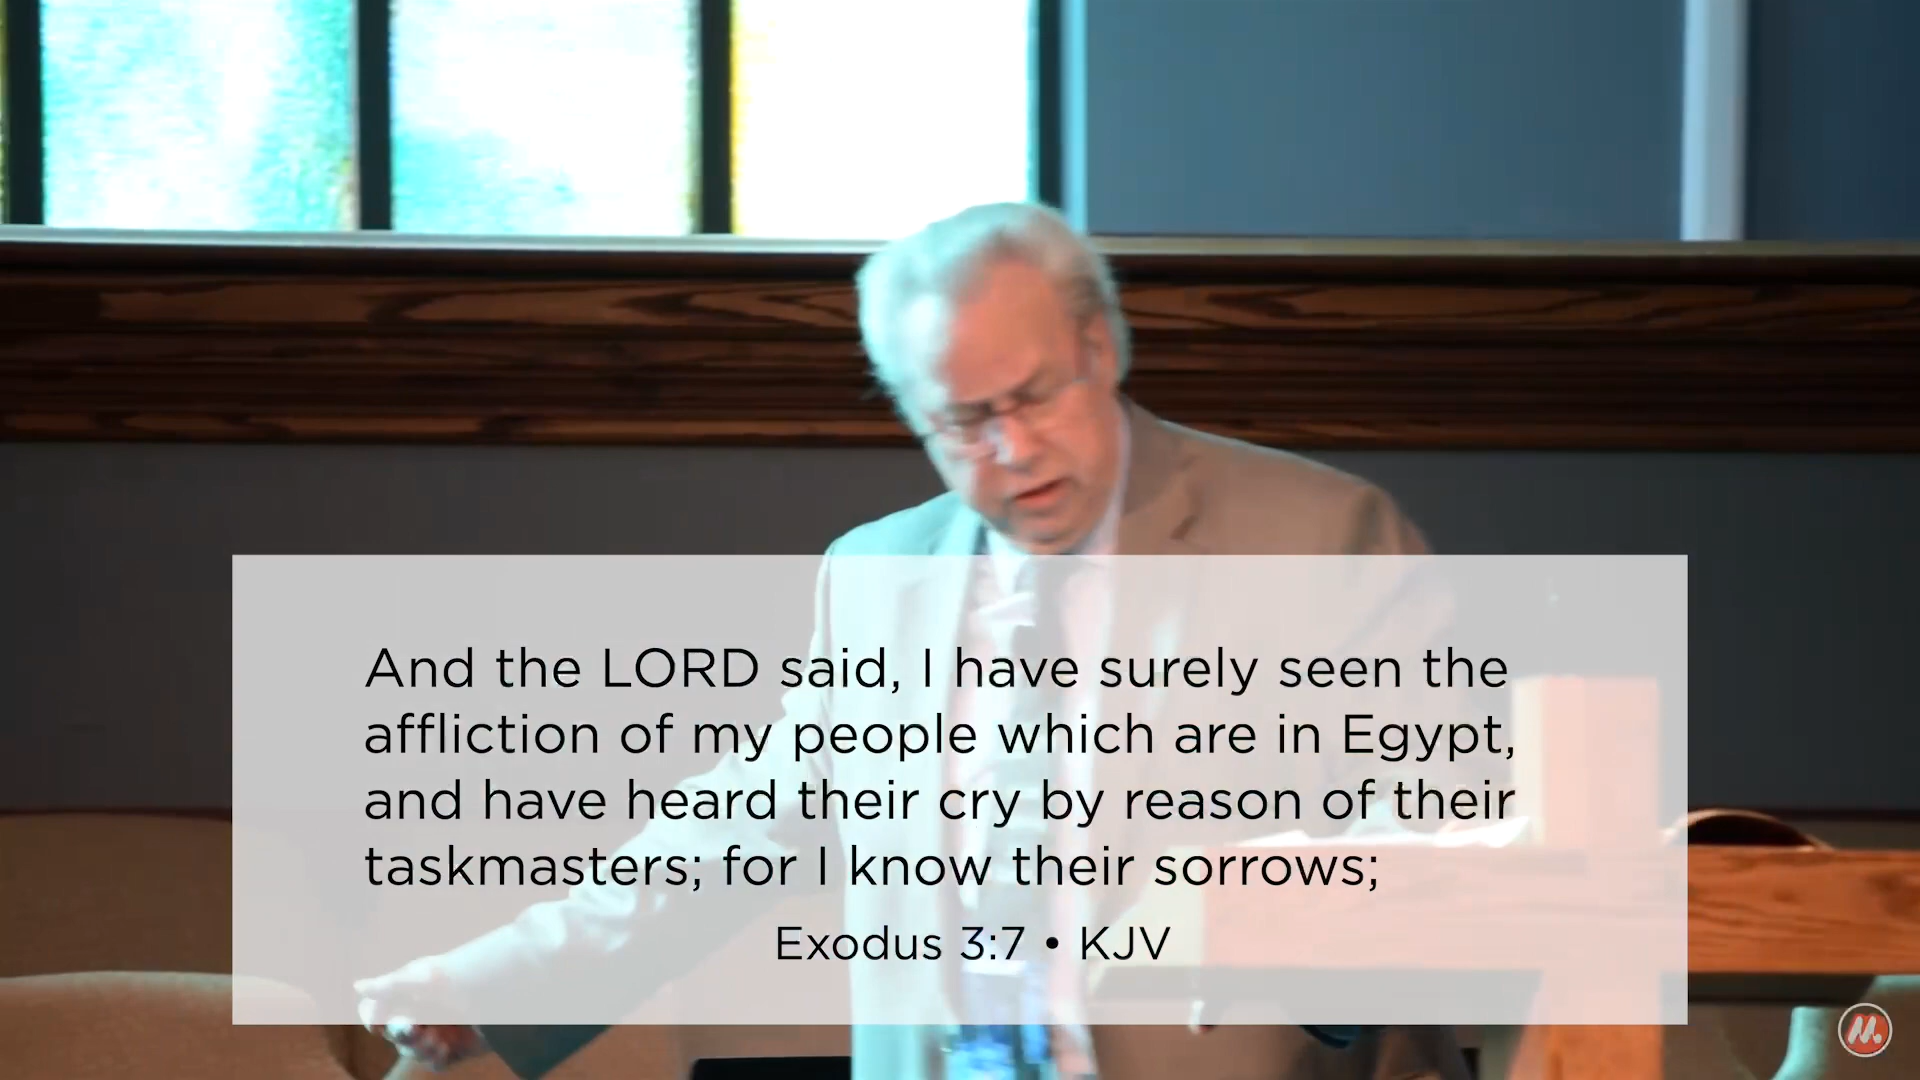 And the LORD said, I have surely seen the
affliction of my people which are in Egypt,
and have heard their cry by reason of their
taskmasters; for I know their sorrows;
Exodus 3:7 • KJV
M